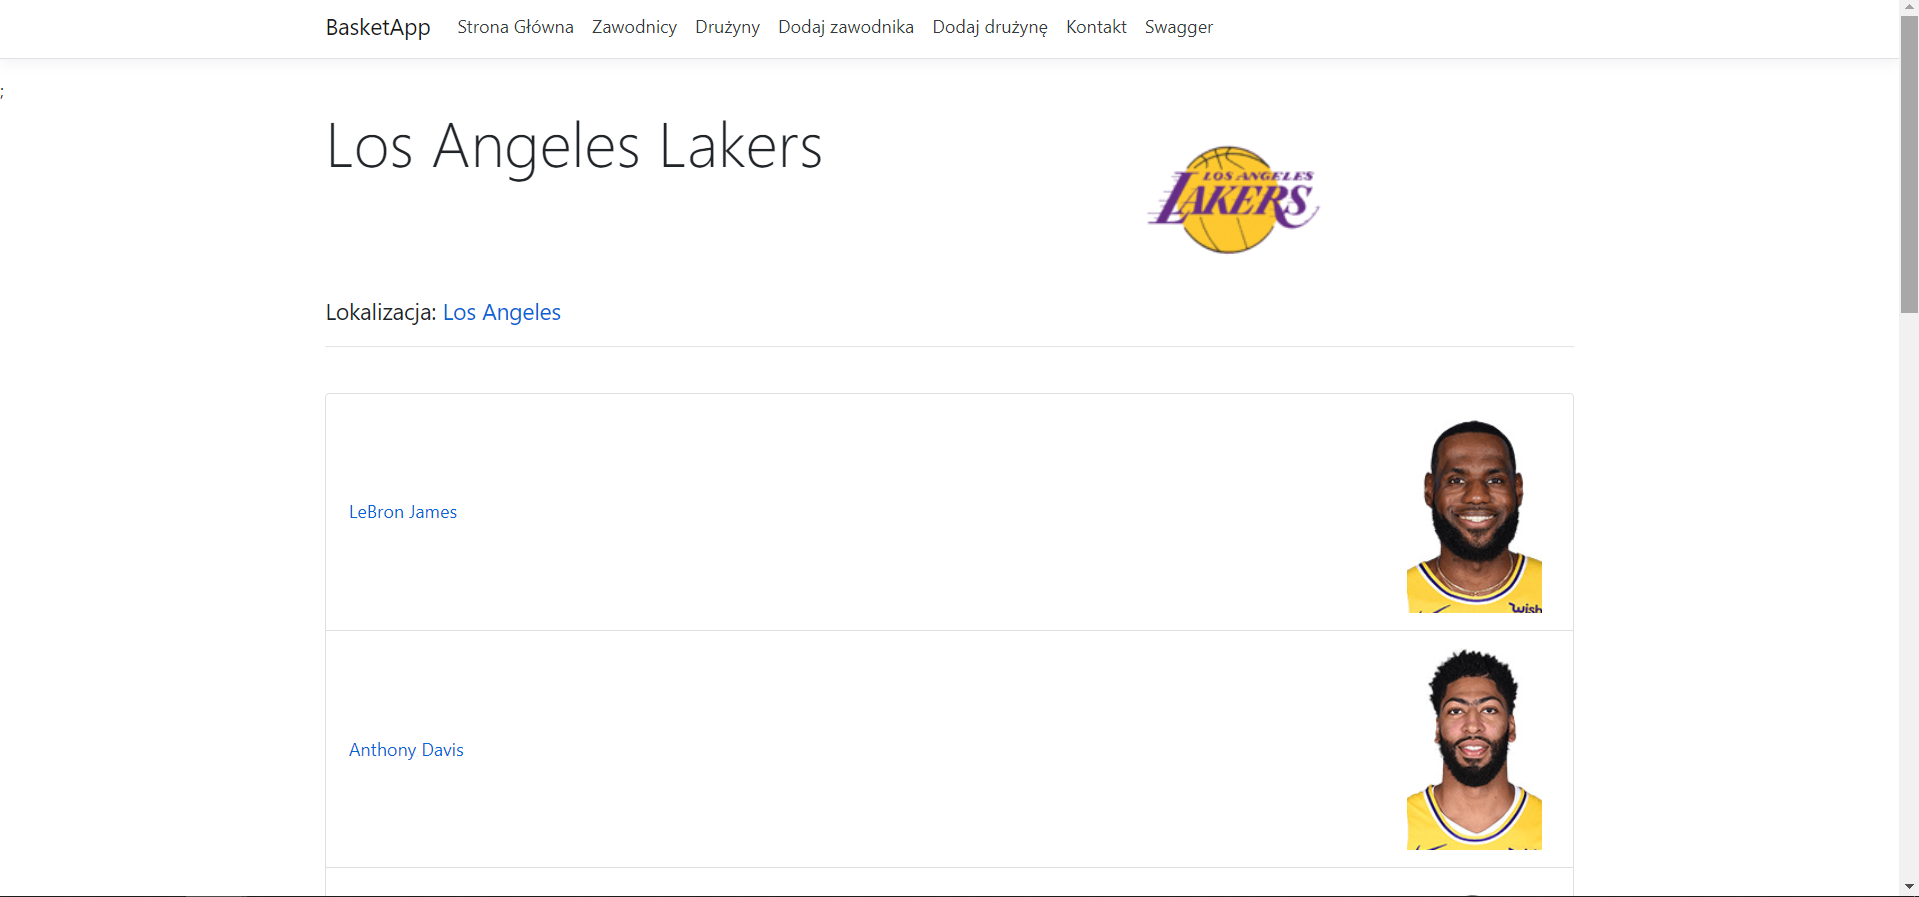 BasketApp Strona Główna Zawodnicy Drużyny Dodaj zawodnika Dodaj drużynę Kontakt Swagger
;
Los Angeles Lakers
LOS ANGELES
LAKERS
Lokalizacja: Los Angeles
LeBron James
wish
Anthony Davis